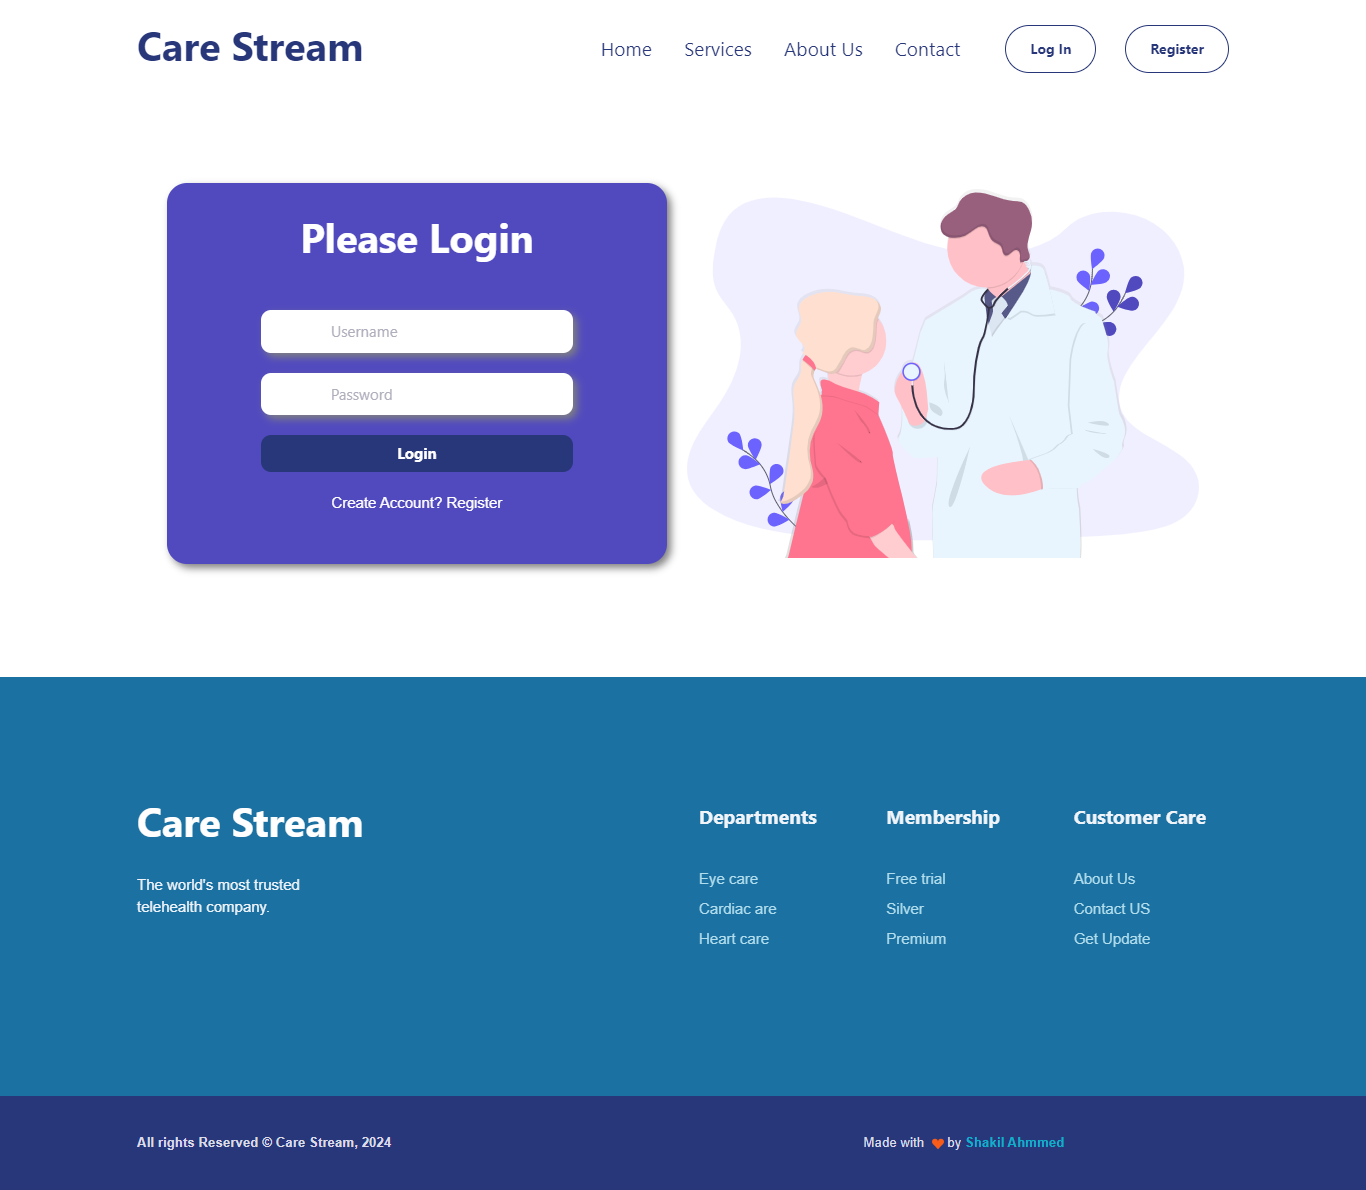 Care Stream
Home Services About Us Contact Log In Register
Please Login
Username
Password
Login
Create Account? Register
Care Stream
The world's most trusted
telehealth company.
Departments
Eye care
Cardiac are
Heart care
Membership
Free trial
Silver
Premium
Customer Care
About Us
Contact US
Get Update
All rights Reserved © Care Stream, 2024
Made with ❤ by Shakil Ahmmed